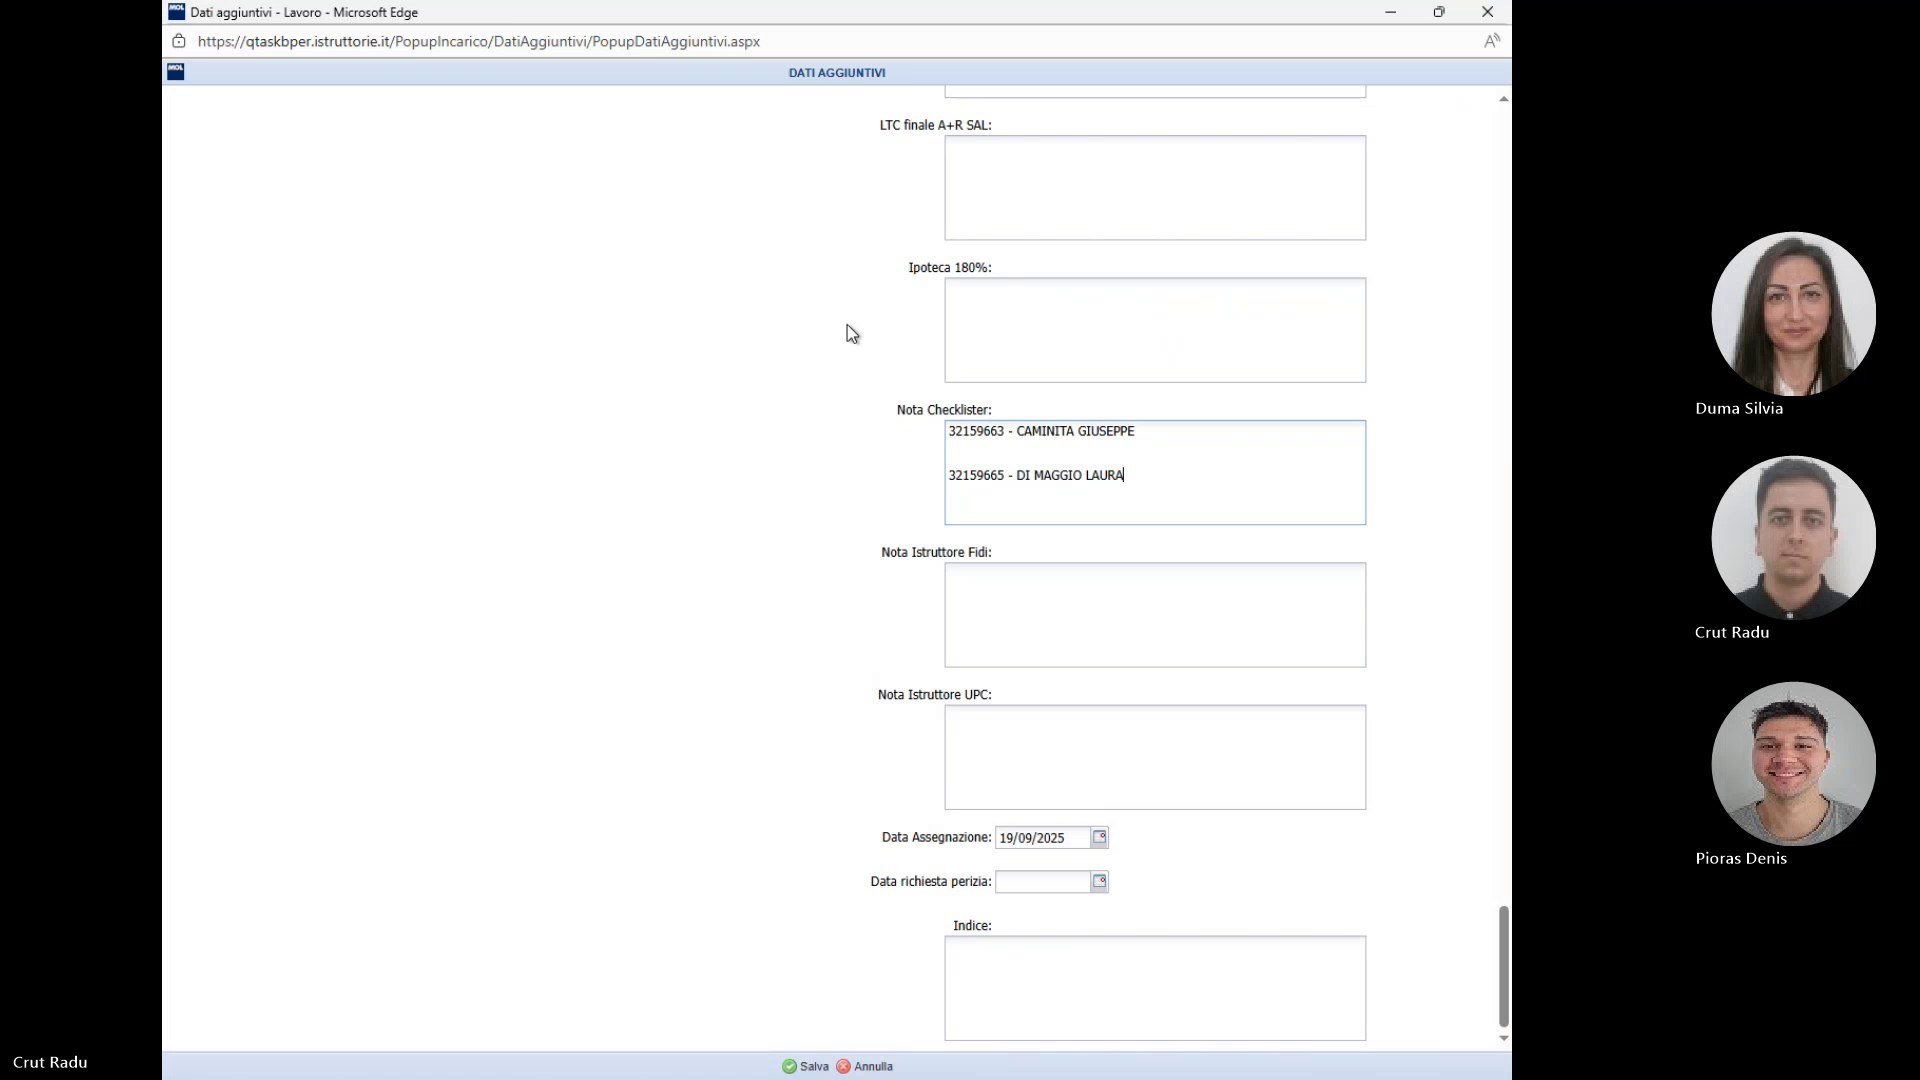 MOL Dati aggiuntivi - Lavoro - Microsoft Edge
https://qtaskbper.istruttorie.it/PopupIncarico/DatiAggiuntivi/PopupDatiAggiuntivi.aspx
MOL DATI AGGIUNTIVI
LTC finale A+R SAL:
Ipoteca 180%:
Nota Checklister:
32159663 - CAMINITA GIUSEPPE
32159665 - DI MAGGIO LAURA
Nota Istruttore Fidi:
Nota Istruttore UPC:
Data Assegnazione: 19/09/2025
Data richiesta perizia:
Indice:
Salva Annulla
Duma Silvia
Crut Radu
Pioras Denis
Crut Radu